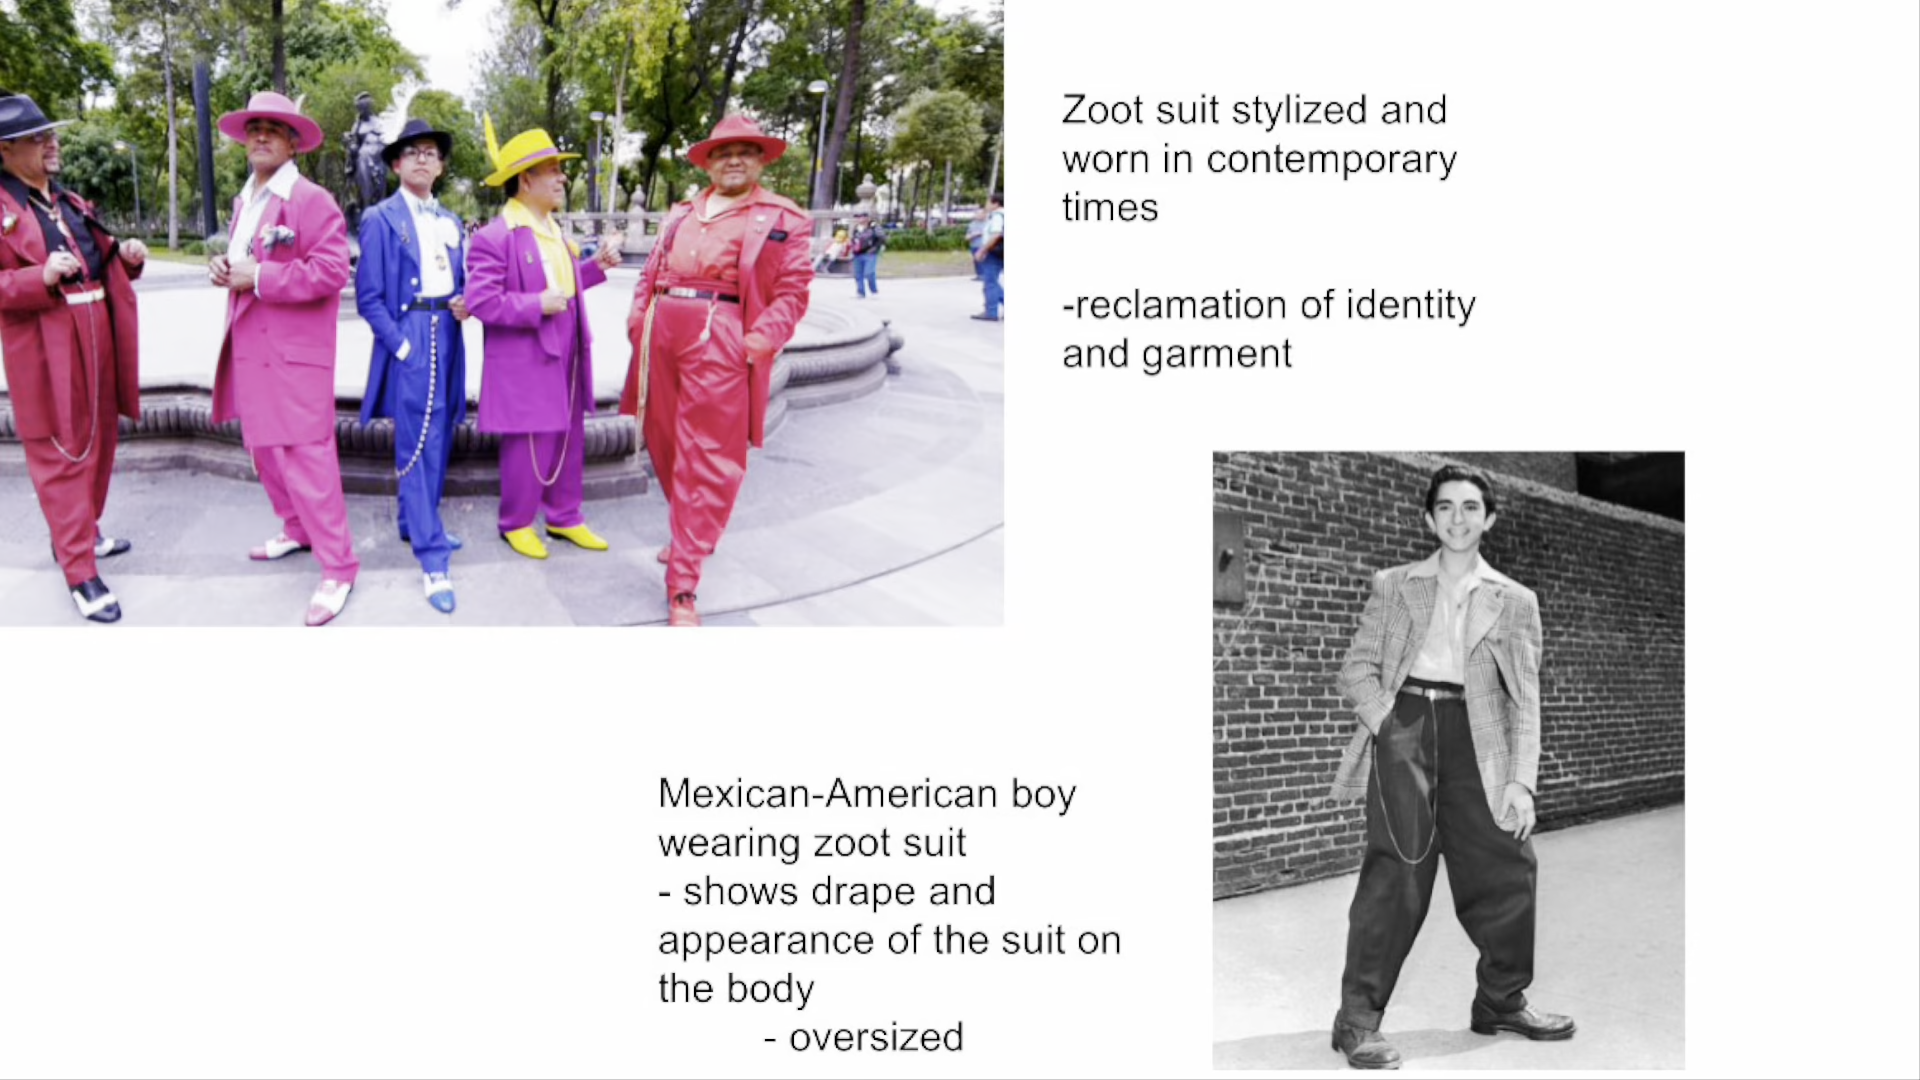 Zoot suit stylized and
worn in contemporary
times
-reclamation of identity
and garment
Mexican-American boy
wearing zoot suit
- shows drape and
appearance of the suit on
the body
- oversized